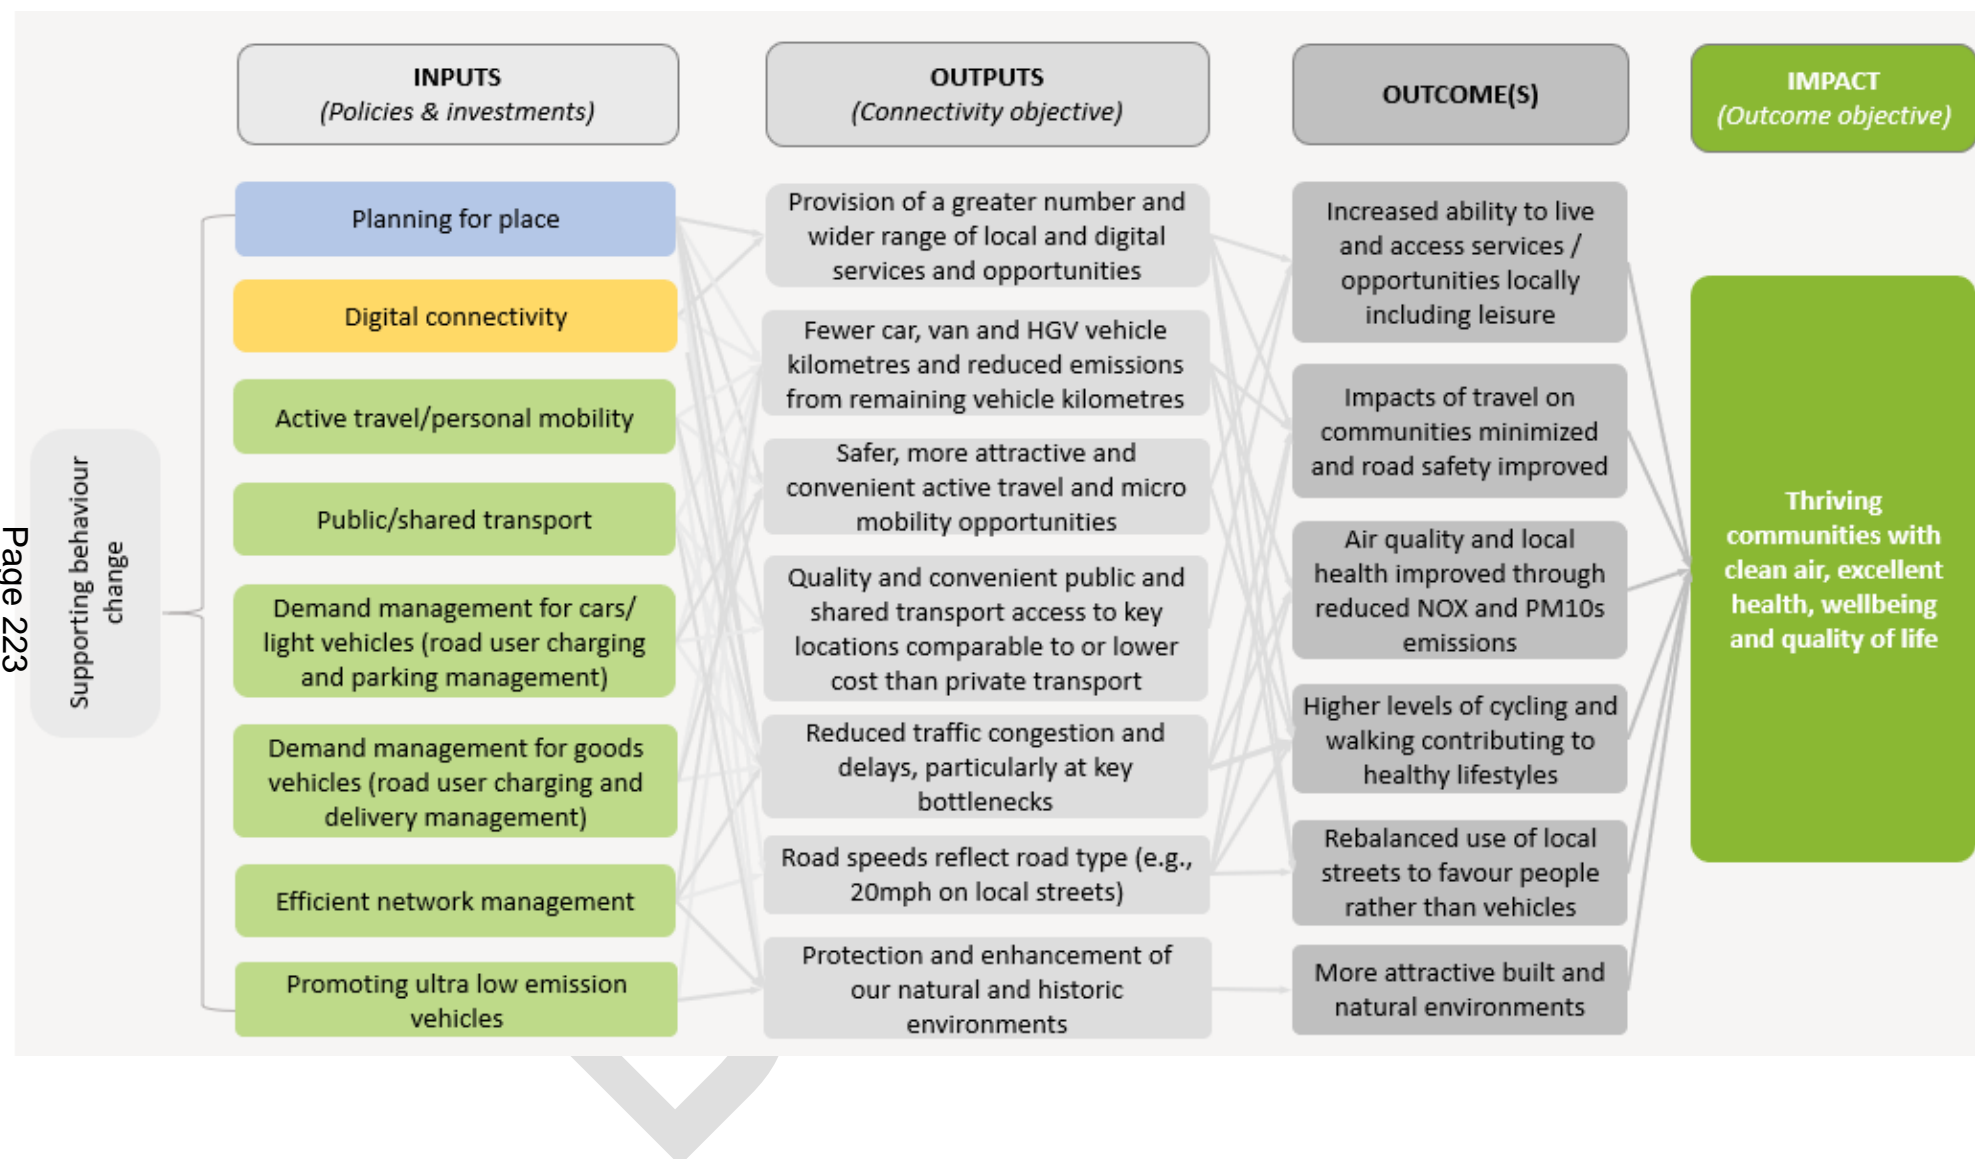 INPUTS
(Policies & investments)
OUTPUTS
(Connectivity objective)
OUTCOME(S)
IMPACT
(Outcome objective)
Page 223
Supporting behaviour
change
Planning for place
Digital connectivity
Active travel/personal mobility
Public/shared transport
Demand management for cars/
light vehicles (road user charging
and parking management)
Demand management for goods
vehicles (road user charging and
delivery management)
Efficient network management
Promoting ultra low emission
vehicles
Provision of a greater number and
wider range of local and digital
services and opportunities
Fewer car, van and HGV vehicle
kilometres and reduced emissions
from remaining vehicle kilometres
Safer, more attractive and
convenient active travel and micro
mobility opportunities
Quality and convenient public and
shared transport access to key
locations comparable to or lower
cost than private transport
Reduced traffic congestion and
delays, particularly at key
bottlenecks
Road speeds reflect road type (e.g.,
20mph on local streets)
Protection and enhancement of
our natural and historic
environments
Increased ability to live
and access services /
opportunities locally
including leisure
Impacts of travel on
communities minimized
and road safety improved
Air quality and local
health improved through
reduced NOX and PM10s
emissions
Higher levels of cycling and
walking contributing to
healthy lifestyles
Rebalanced use of local
streets to favour people
rather than vehicles
More attractive built and
natural environments
Thriving
communities with
clean air, excellent
health, wellbeing
and quality of life